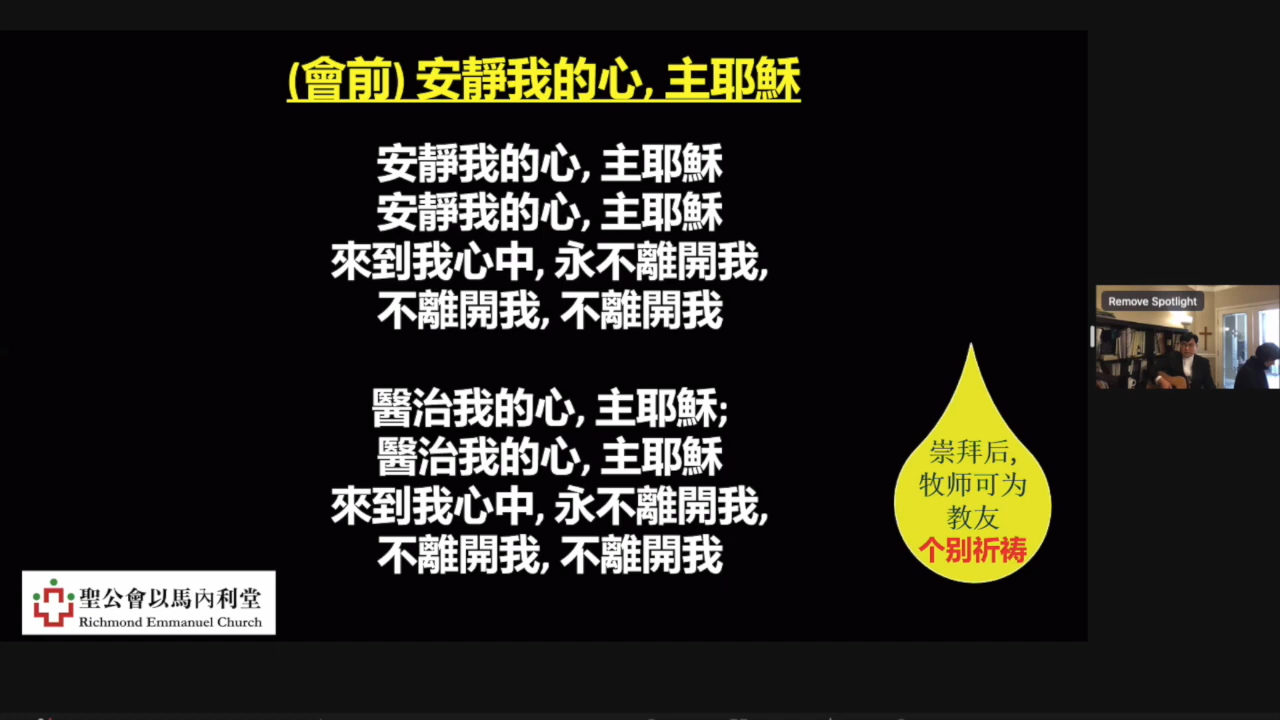 (會前) 安靜我的心, 主耶穌
安靜我的心, 主耶穌
安靜我的心, 主耶穌
來到我心中, 永不離開我,
不離開我, 不離開我
醫治我的心, 主耶穌;
醫治我的心, 主耶穌
來到我心中, 永不離開我,
不離開我, 不離開我
崇拜后,
牧师可为
教友
个别祈祷
聖公會以馬內利堂
Richmond Emmanuel Church
Remove Spotlight